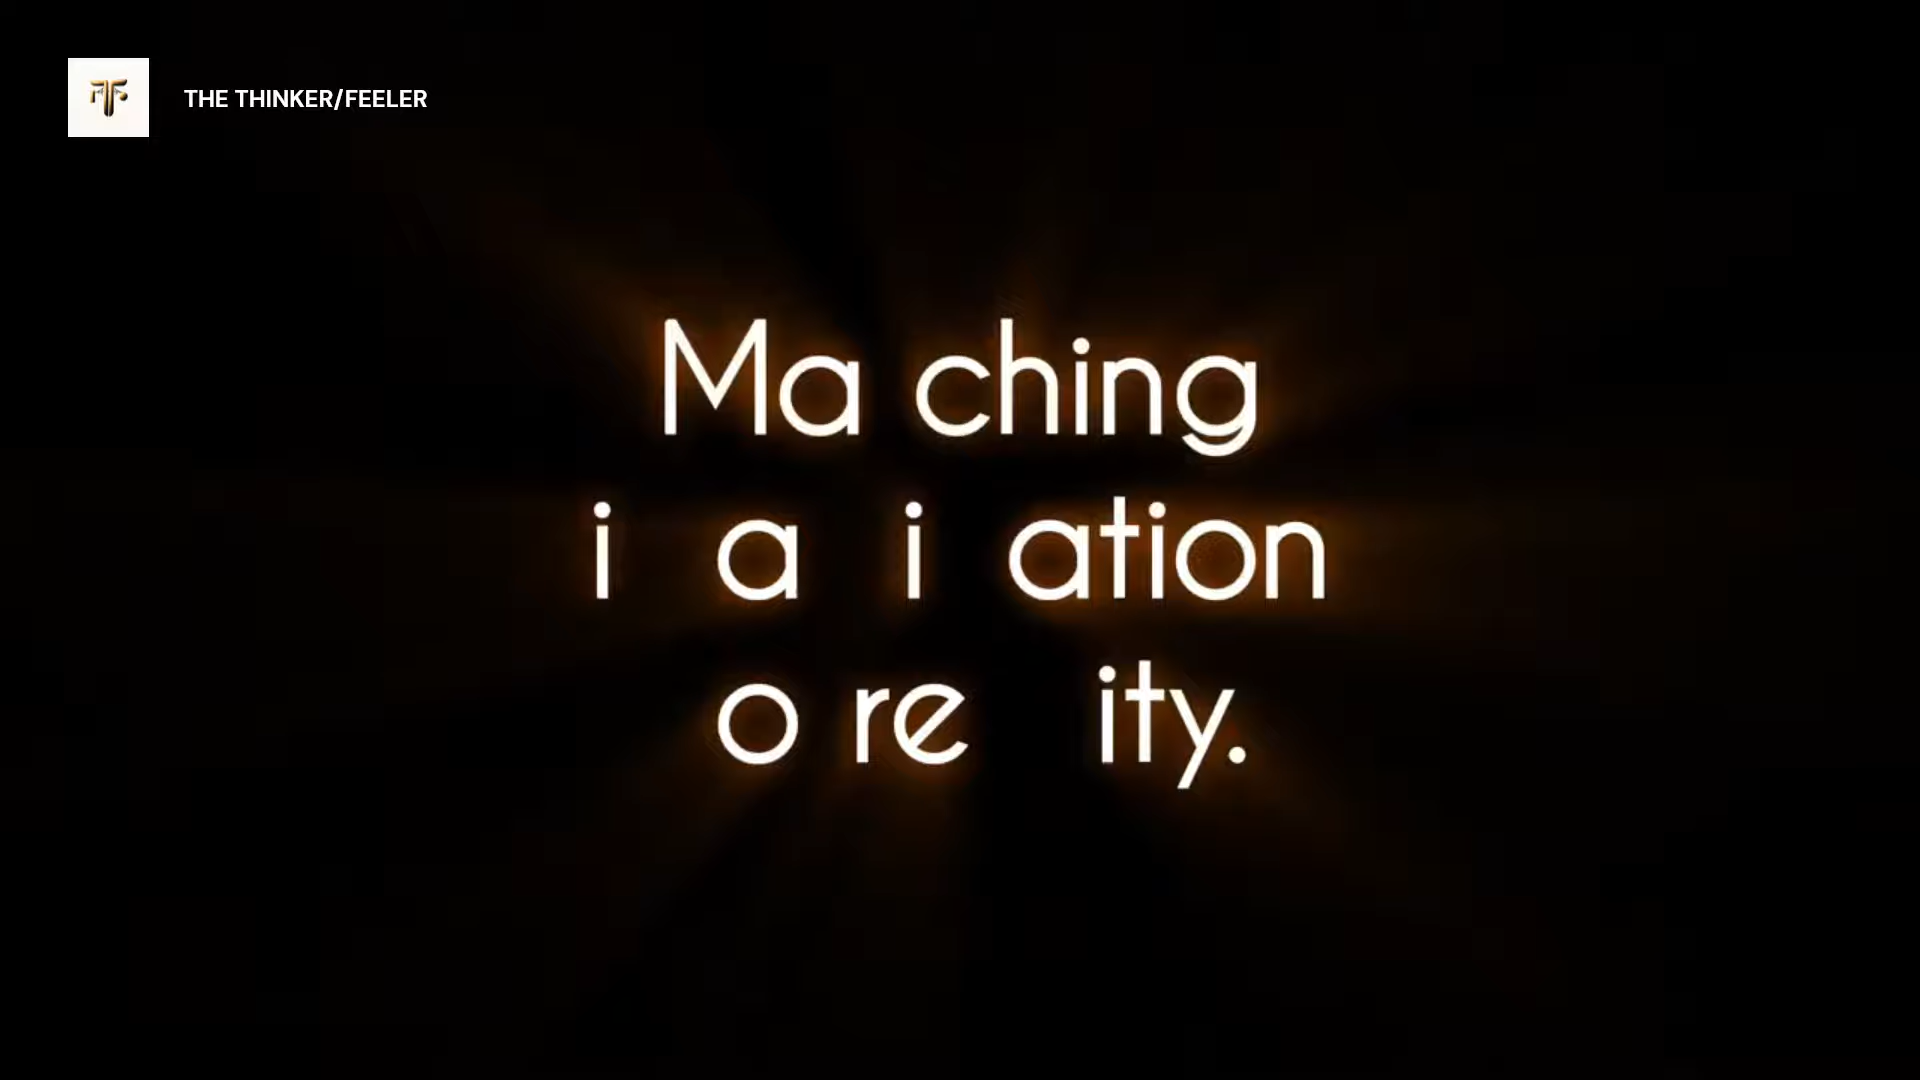 THE THINKER/FEELER
Ma ching
i a i ation
o re ity.